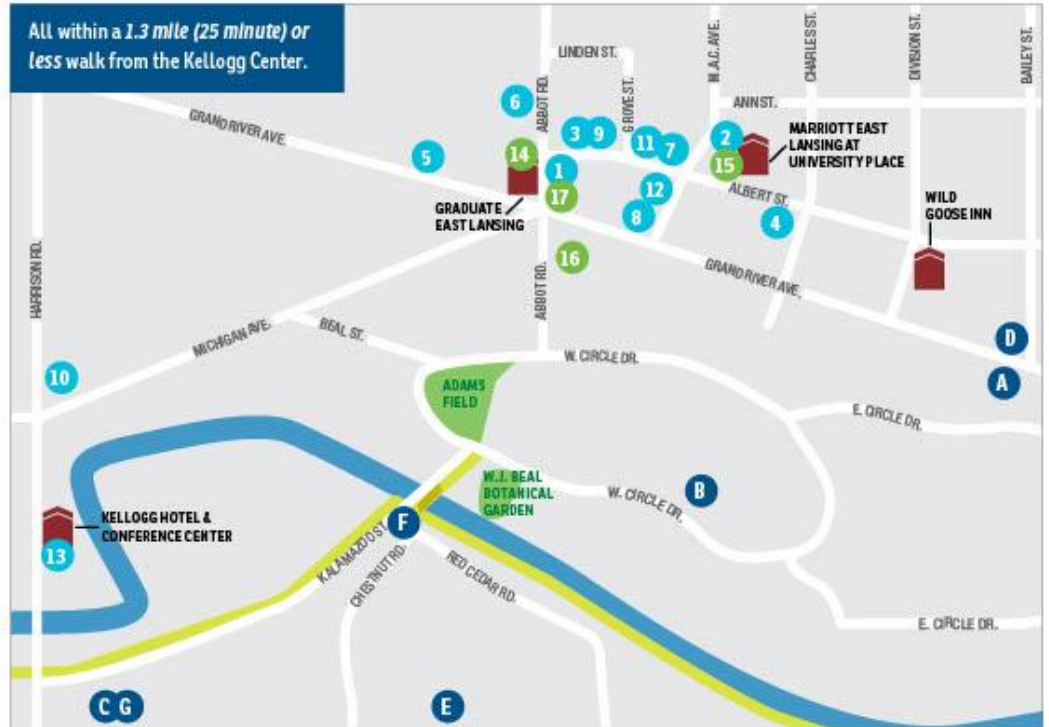 All within a 1.3 mile (25 minute) or
less walk from the Kellogg Center.
LINDEN ST.
ABBOT RD.
GROVE ST.
M.A.C. AVE.
CHARLES ST.
DIVISION ST.
BAILEY ST.
ANN ST.
GRAND RIVER AVE.
6
3
9
11
7
2
5
14
1
15
MARRIOTT EAST
LANSING AT
UNIVERSITY PLACE
17
12
8
ALBERT ST.
4
GRADUATE
EAST LANSING
WILD
GOOSE INN
HARRISON RD.
16
ABBOT RD.
GRAND RIVER AVE.
MICHIGAN AVE.
BEAL ST.
W. CIRCLE DR.
D
A
10
ADAMS
FIELD
E. CIRCLE DR.
W.J. BEAL
BOTANICAL
GARDEN
W. CIRCLE DR.
B
KELLOGG HOTEL &
CONFERENCE CENTER
13
F
KALAMAZOO ST.
CHESTNUT RD.
RED CEDAR RD.
E. CIRCLE DR.
C
G
E